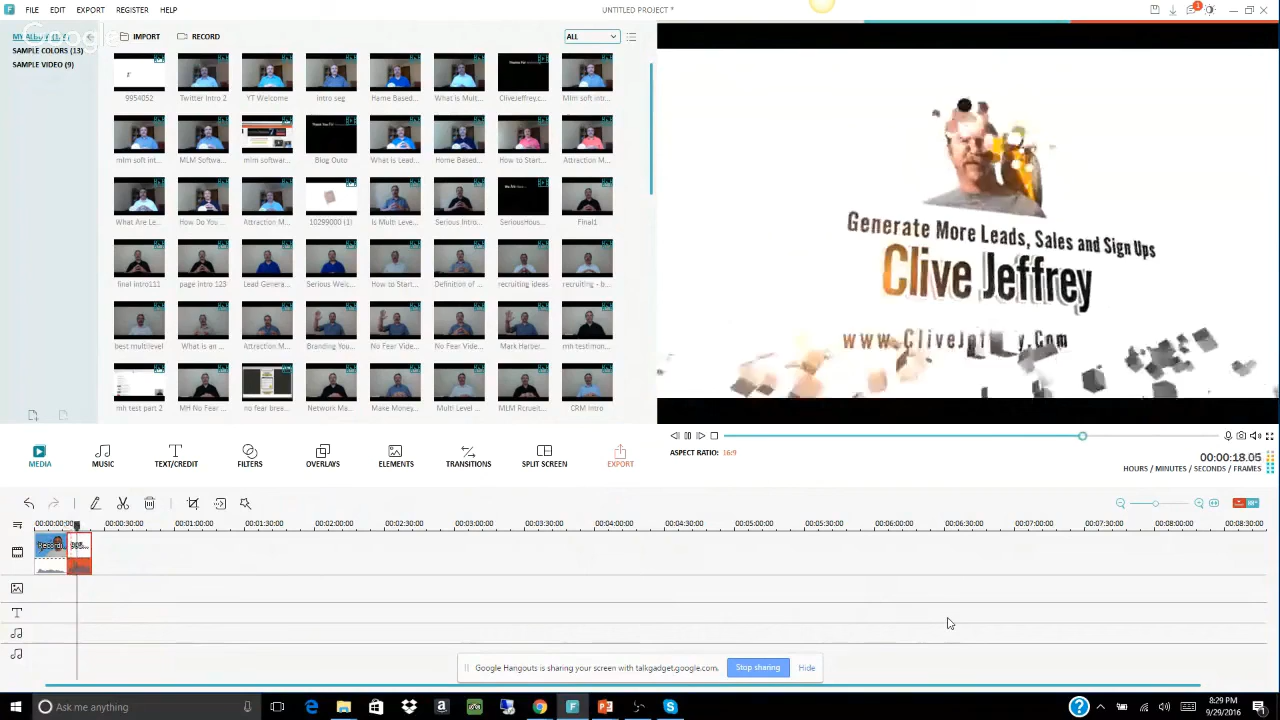 FILE EDIT EXPORT REGISTER HELP
UNTITLED PROJECT *
1
Google
SAMPLE COLORS (13)
SAMPLE VIDEO (9)
IMPORT RECORD ALL
9954052 Twitter Intro 2 YT Welcome intro seg Hame Based... What is Mult... CliveJeffrey.c... Mlm soft intr...
mlm soft int... MLM Softwa... mlm softwar... Blog Outo What is Lead... Home Based... How to Start... Attraction M...
What Are Le... How Do You ... Attraction M... 10299000 (1) Is Multi Leve... Serious Intro... SeriousHous... Final1
final intro111 page intro 123 Lead Genera... Serious Welc... How to Start... Definition of ... recruiting ideas recruiting - b...
best multilevel What is an ... Attraction M... Branding You... No Fear Vide... No Fear Vide... Mark Harber... mh testimon...
mh test part 2 MH No Fear ... no fear brea... Network Ma... Make Money,... Multi Level ... MLM Rcrueit... CRM Intro
Generate More Leads, Sales and Sign Ups
Clive Jeffrey
ASPECT RATIO: 16:9
00:00:18.05
HOURS / MINUTES / SECONDS / FRAMES
MEDIA MUSIC TEXT/CREDIT FILTERS OVERLAYS ELEMENTS TRANSITIONS SPLIT SCREEN EXPORT
00:00:00:00 00:00:30:00 00:01:00:00 00:01:30:00 00:02:00:00 00:02:30:00 00:03:00:00 00:03:30:00 00:04:00:00 00:04:30:00 00:05:00:00 00:05:30:00 00:06:00:00 00:06:30:00 00:07:00:00 00:07:30:00 00:08:00:00 00:08:30:00
Google Hangouts is sharing your screen with talkgadget.google.com. Stop sharing Hide
Ask me anything
8:29 PM
9/29/2016